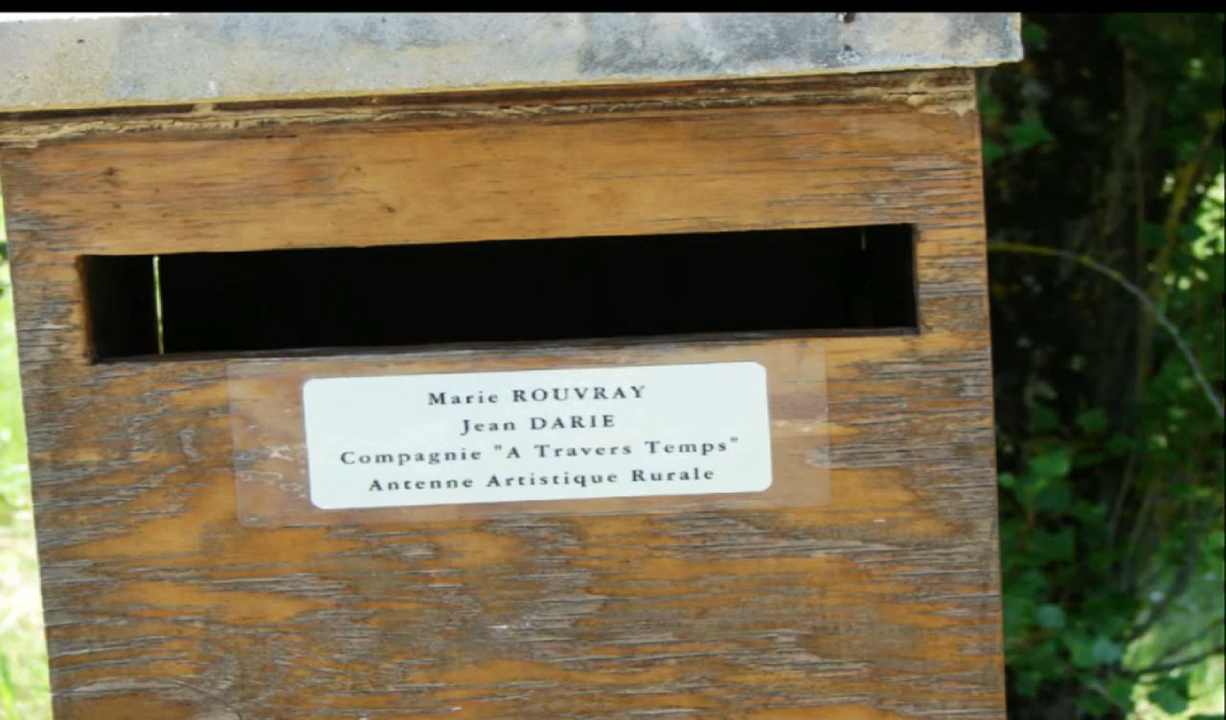 Marie ROUVRAY
Jean DARIE
Compagnie "A Travers Temps"
Antenne Artistique Rurale